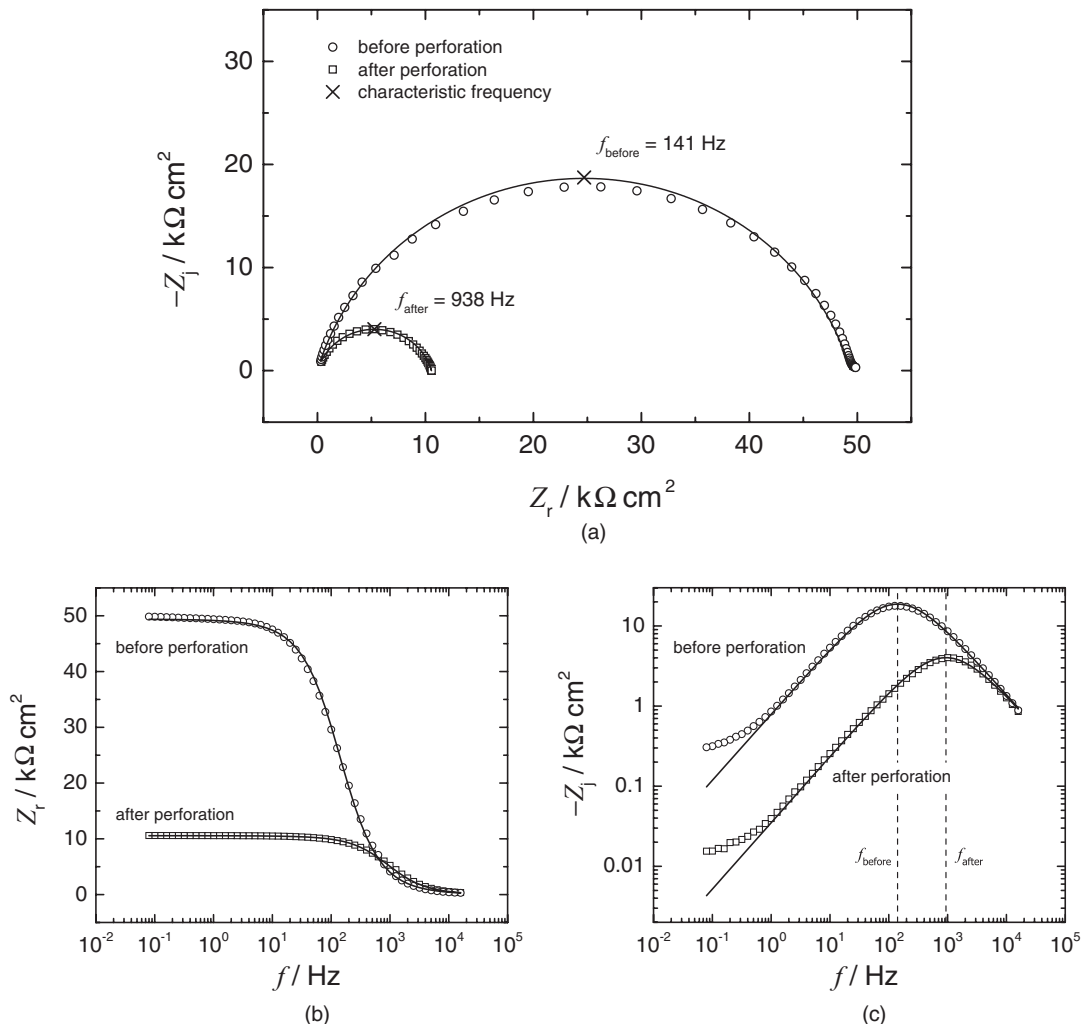 30
20
10
0
−Z_j / kΩ cm²
○ before perforation
□ after perforation
× characteristic frequency
f_before = 141 Hz
f_after = 938 Hz
0 10 20 30 40 50
Z_r / kΩ cm²
(a)
50
40
30
20
10
0
Z_r / kΩ cm²
before perforation
after perforation
10⁻² 10⁻¹ 10⁰ 10¹ 10² 10³ 10⁴ 10⁵
f / Hz
(b)
10
1
0.1
0.01
−Z_j / kΩ cm²
before perforation
after perforation
f_before f_after
10⁻² 10⁻¹ 10⁰ 10¹ 10² 10³ 10⁴ 10⁵
f / Hz
(c)